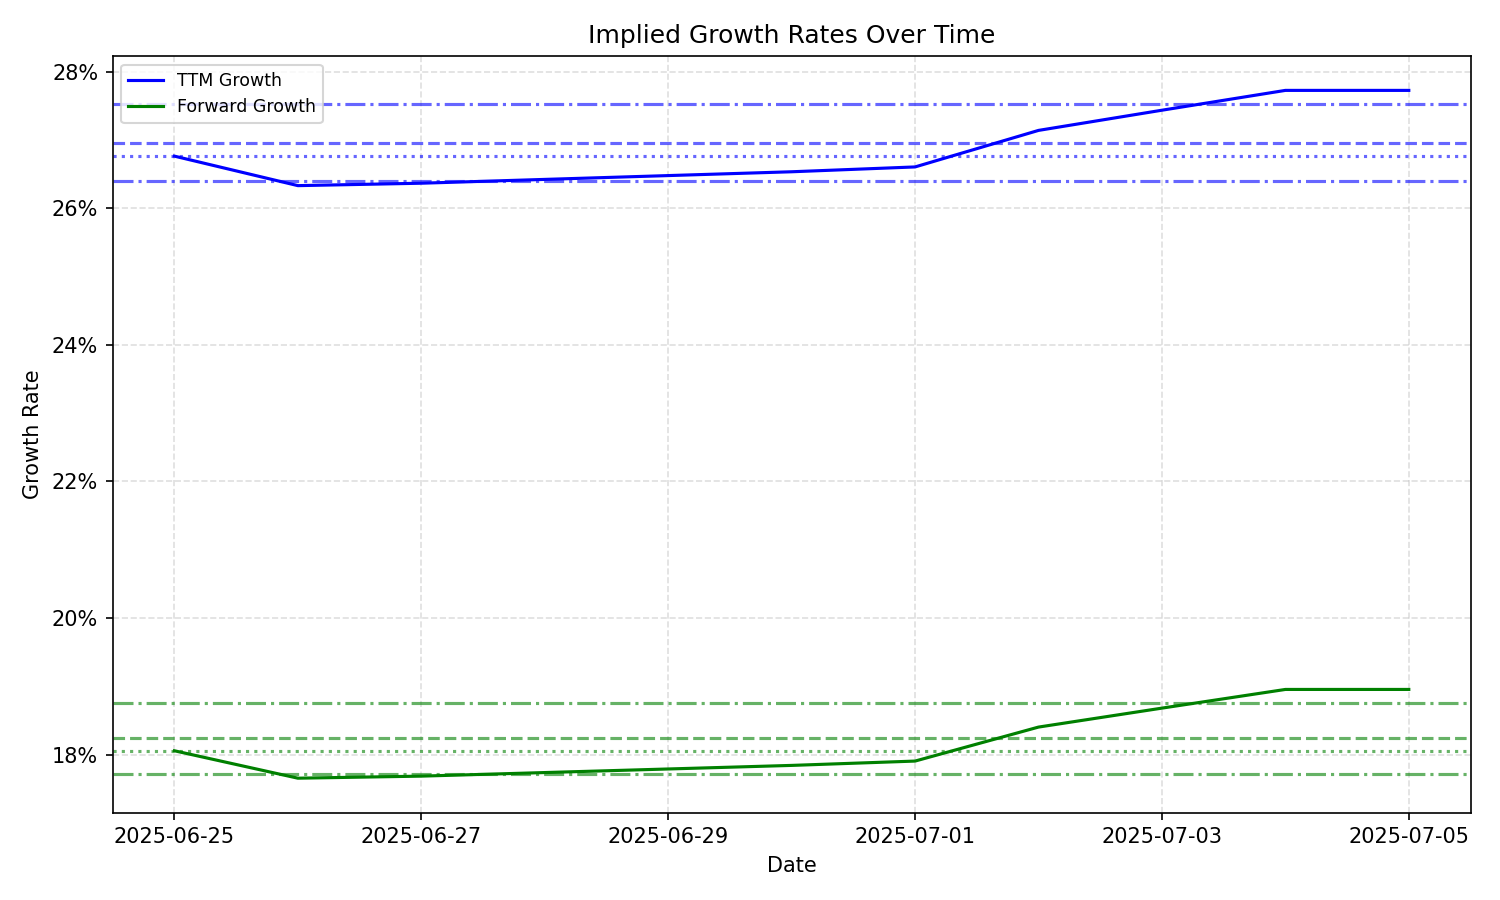 Implied Growth Rates Over Time
TTM Growth
Forward Growth
28%
26%
24%
22%
20%
18%
Growth Rate
2025-06-25
2025-06-27
2025-06-29
2025-07-01
2025-07-03
2025-07-05
Date